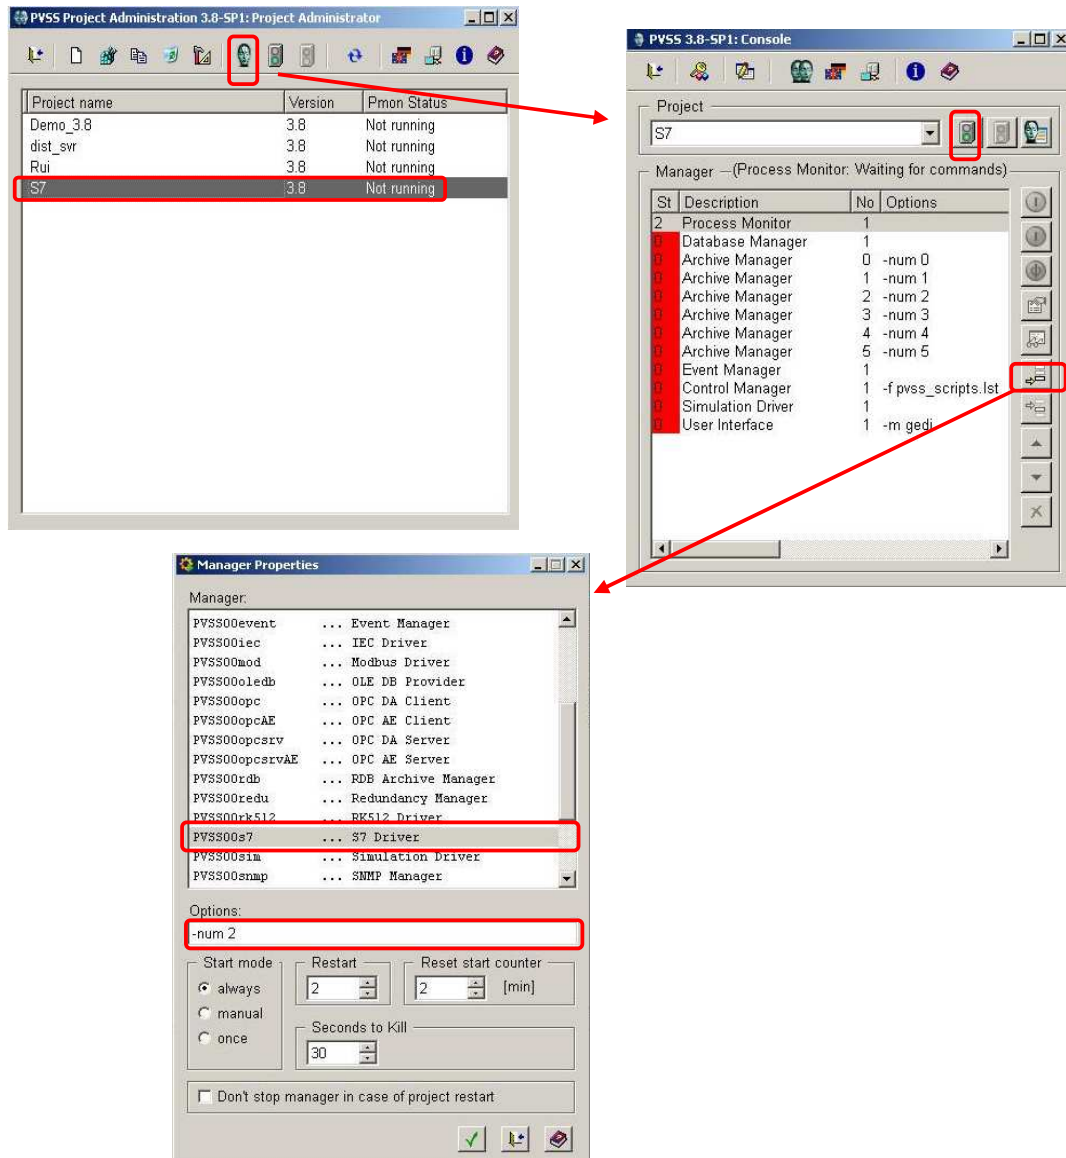 PVSS Project Administration 3.8-SP1: Project Administrator
Project name Version Pmon Status
Demo_3.8 3.8 Not running
dist_svr 3.8 Not running
Rui 3.8 Not running
S7 3.8 Not running
PVSS 3.8-SP1: Console
Project
S7
Manager (Process Monitor: Waiting for commands)
St Description No Options
2 Process Monitor 1
0 Database Manager 1
0 Archive Manager 0 -num 0
0 Archive Manager 1 -num 1
0 Archive Manager 2 -num 2
0 Archive Manager 3 -num 3
0 Archive Manager 4 -num 4
0 Archive Manager 5 -num 5
0 Event Manager 1
0 Control Manager 1 -f pvss_scripts.lst
0 Simulation Driver 1
0 User Interface 1 -m gedi
Manager Properties
Manager:
PVSS00event ... Event Manager
PVSS00iec ... IEC Driver
PVSS00mod ... Modbus Driver
PVSS00oledb ... OLE DB Provider
PVSS00opc ... OPC DA Client
PVSS00opcAE ... OPC AE Client
PVSS00opcsrv ... OPC DA Server
PVSS00opcsrvAE ... OPC AE Server
PVSS00rdb ... RDB Archive Manager
PVSS00redu ... Redundancy Manager
PVSS00rk512 ... RK512 Driver
PVSS00s7 ... S7 Driver
PVSS00sim ... Simulation Driver
PVSS00snmp ... SNMP Manager
Options:
-num 2
Start mode Restart Reset start counter
always 2 2 [min]
manual
Seconds to Kill
once
30
Don't stop manager in case of project restart